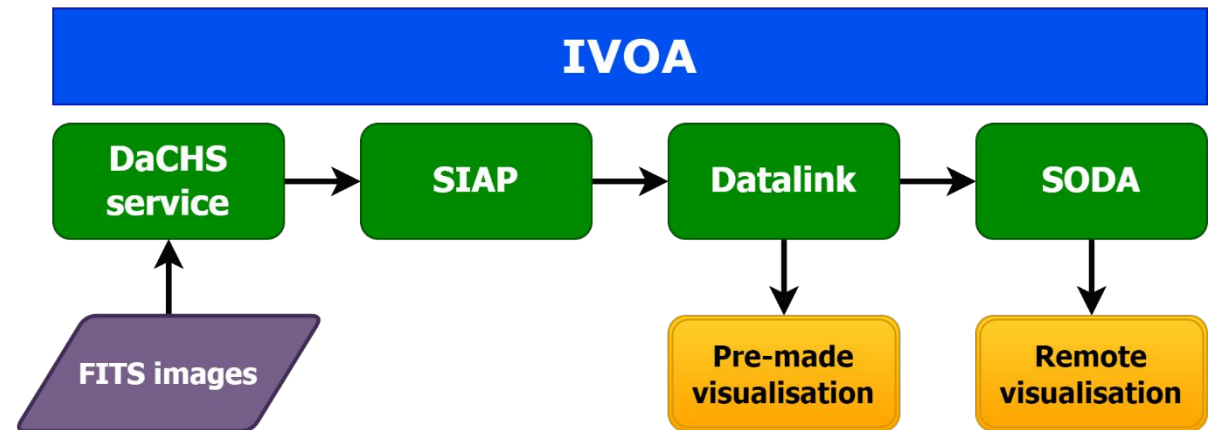 IVOA
DaCHS
service
SIAP
Datalink
SODA
FITS images
Pre-made
visualisation
Remote
visualisation